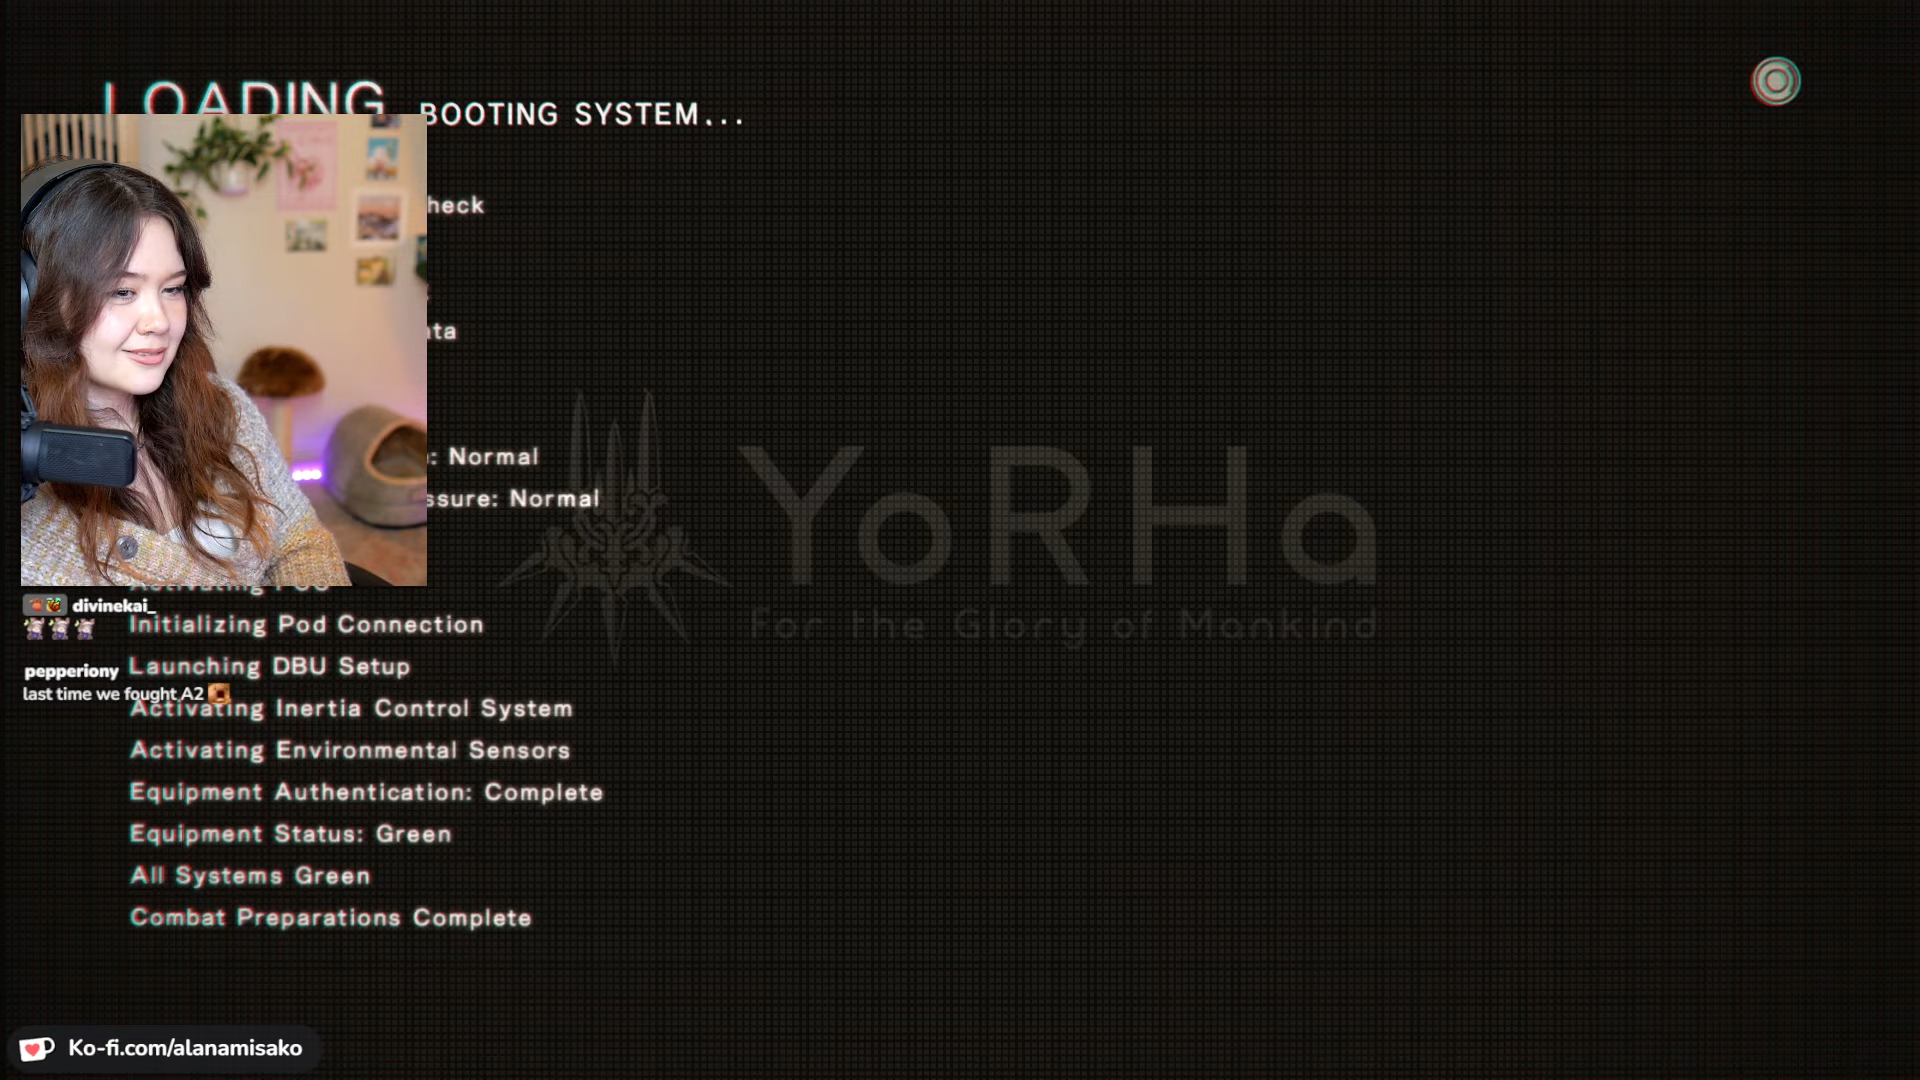 LOADING BOOTING SYSTEM...
heck
ta
: Normal
ssure: Normal
YoRHa
For the Glory of Mankind
divinekai_
Initializing Pod Connection
pepperiony
Launching DBU Setup
last time we fought A2
Activating Inertia Control System
Activating Environmental Sensors
Equipment Authentication: Complete
Equipment Status: Green
All Systems Green
Combat Preparations Complete
Ko-fi.com/alanamisako